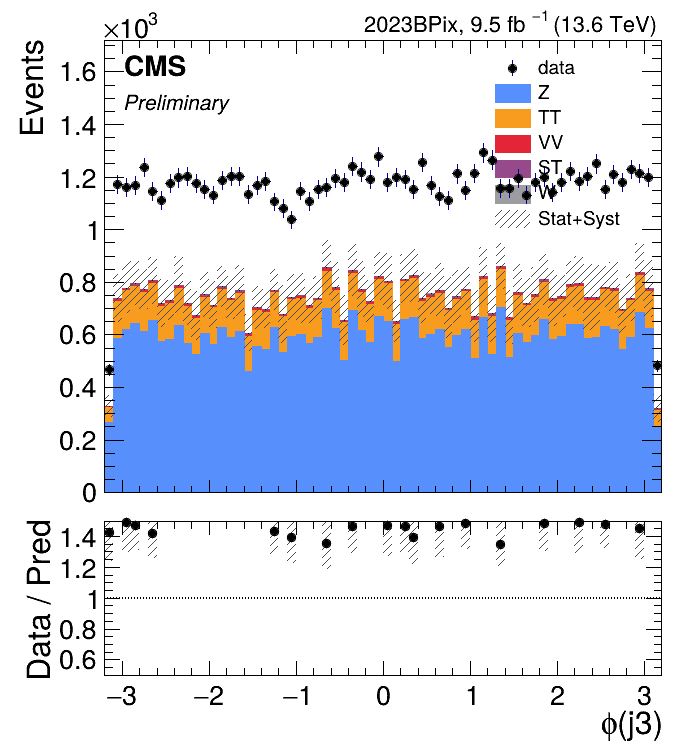 ×10³
2023BPix, 9.5 fb ⁻¹ (13.6 TeV)
Events
CMS
Preliminary
data
Z
TT
VV
ST
W
Stat+Syst
1.6
1.4
1.2
1
0.8
0.6
0.4
0.2
0
Data / Pred
1.4
1.2
1
0.8
0.6
−3 −2 −1 0 1 2 3
ϕ(j3)